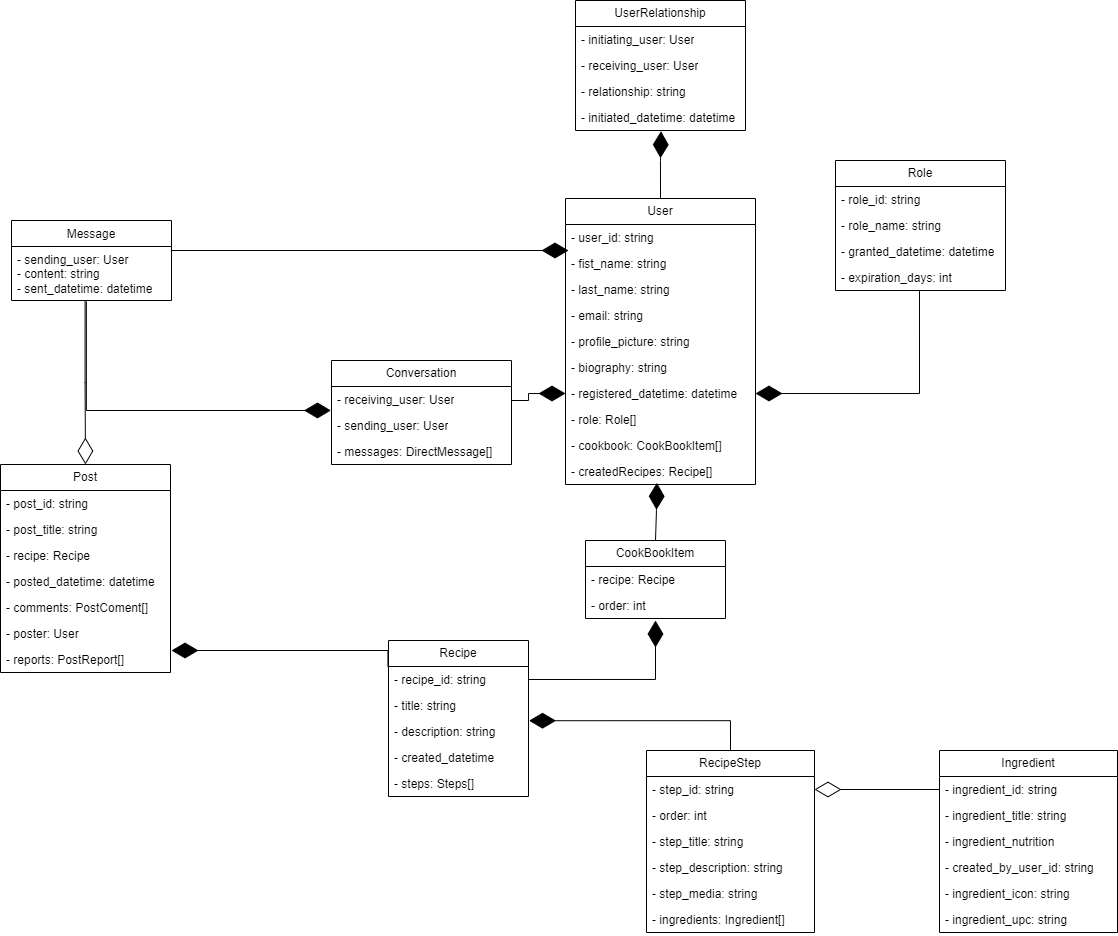 UserRelationship
- initiating_user: User
- receiving_user: User
- relationship: string
- initiated_datetime: datetime
Role
- role_id: string
- role_name: string
- granted_datetime: datetime
- expiration_days: int
User
- user_id: string
- fist_name: string
- last_name: string
- email: string
- profile_picture: string
- biography: string
- registered_datetime: datetime
- role: Role[]
- cookbook: CookBookItem[]
- createdRecipes: Recipe[]
Message
- sending_user: User
- content: string
- sent_datetime: datetime
Conversation
- receiving_user: User
- sending_user: User
- messages: DirectMessage[]
Post
- post_id: string
- post_title: string
- recipe: Recipe
- posted_datetime: datetime
- comments: PostComent[]
- poster: User
- reports: PostReport[]
CookBookItem
- recipe: Recipe
- order: int
Recipe
- recipe_id: string
- title: string
- description: string
- created_datetime
- steps: Steps[]
RecipeStep
- step_id: string
- order: int
- step_title: string
- step_description: string
- step_media: string
- ingredients: Ingredient[]
Ingredient
- ingredient_id: string
- ingredient_title: string
- ingredient_nutrition
- created_by_user_id: string
- ingredient_icon: string
- ingredient_upc: string